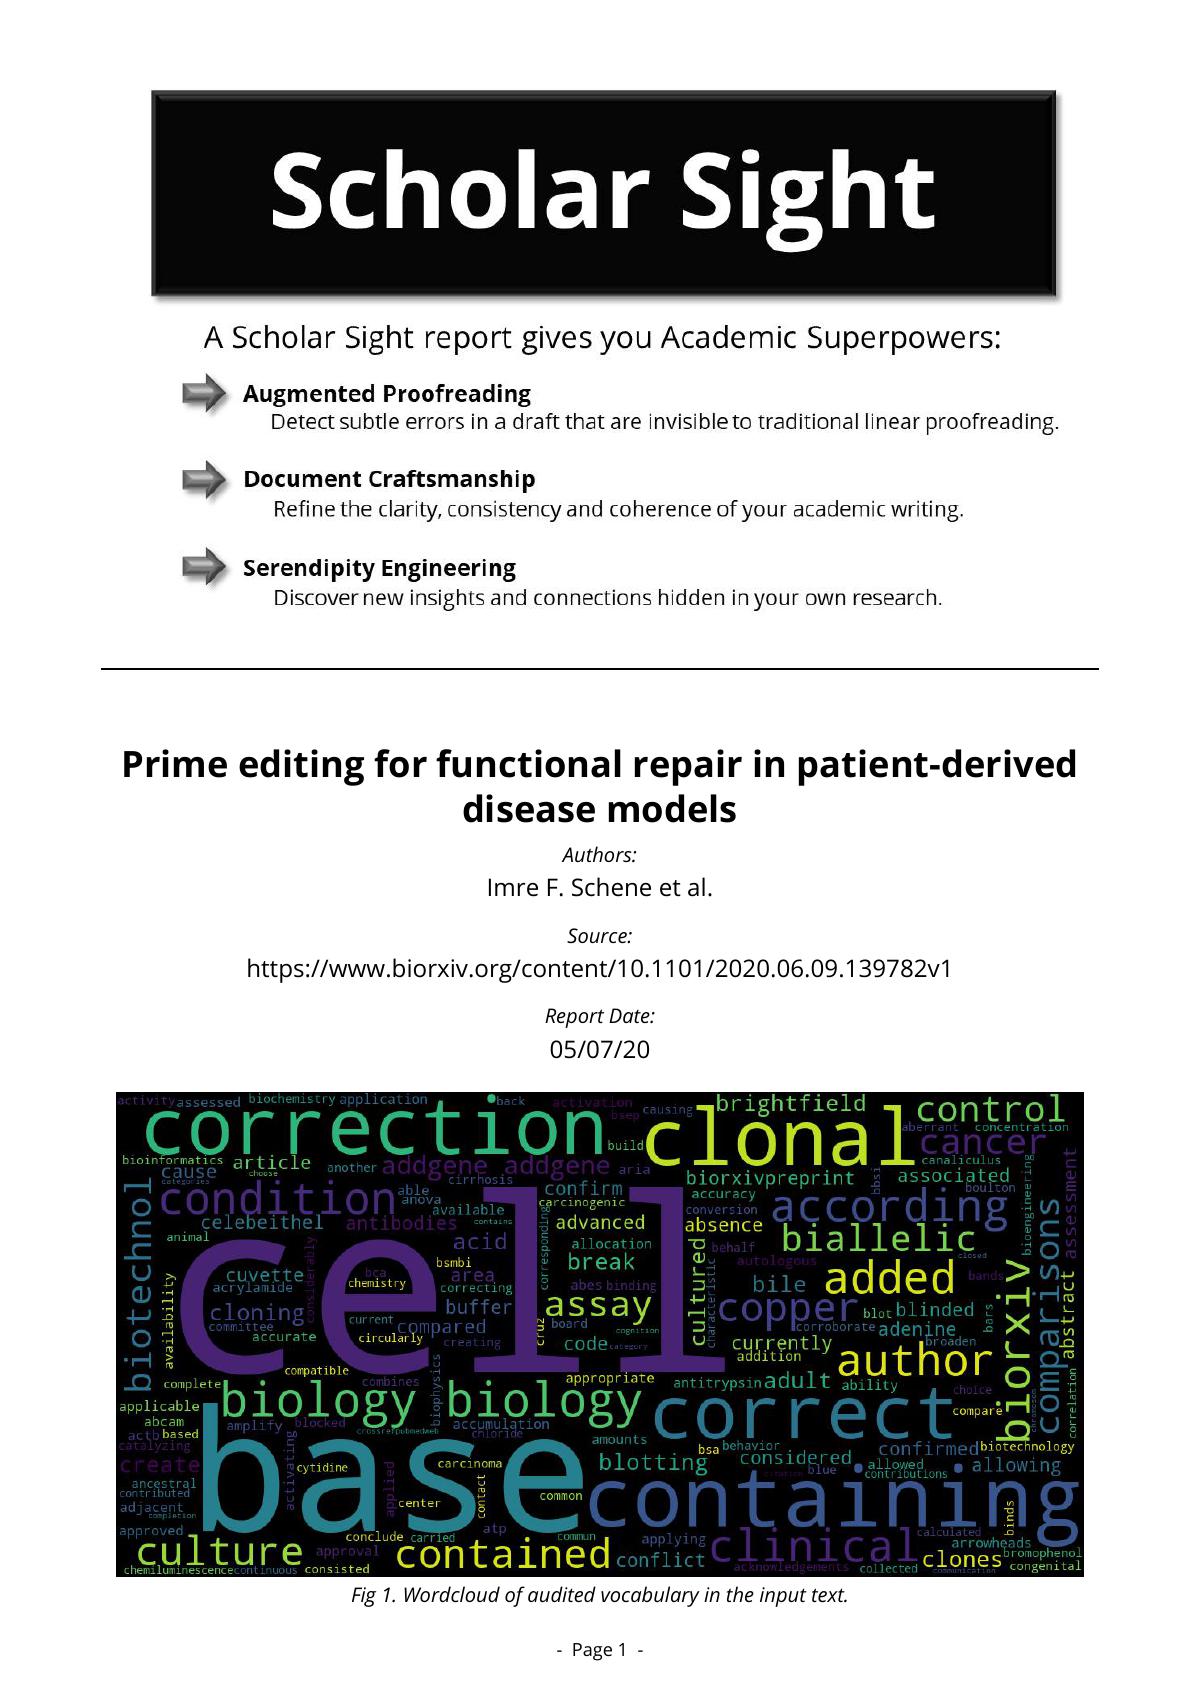 Scholar Sight
A Scholar Sight report gives you Academic Superpowers:
Augmented Proofreading
Detect subtle errors in a draft that are invisible to traditional linear proofreading.
Document Craftsmanship
Refine the clarity, consistency and coherence of your academic writing.
Serendipity Engineering
Discover new insights and connections hidden in your own research.
Prime editing for functional repair in patient-derived
disease models
Authors:
Imre F. Schene et al.
Source:
https://www.biorxiv.org/content/10.1101/2020.06.09.139782v1
Report Date:
05/07/20
activity assessed biochemistry application back activation bsep causing brightfield control
correction build clonal aberrant concentration cancer
bioinformatics cause article choose another addgene addgene aria canaliculus
categories cirrhosis confirm biorxivpreprint bbsi associated boulton bioengineering assessment
condition able anova available carcinogenic accuracy conversion according
celebeithel antibodies contains corresponding advanced absence biallelic closed
animal acid allocation behalf autologous bands
biotechnol cell cuvette considerably bca bsmbi area break cultured characteristic bile added comparisons
acrylamide chemistry correcting abes binding
availability cloning current buffer assay copper blot blinded bars biorxiv abstract
committee compared cruz board cognition corroborate adenine
accurate circularly creating code category currently broaden
compatible addition author
complete combines biophysics appropriate antitrypsin adult ability choice correlation
applicable biology biology correct compare
abcam amplify blocked accumulation
actb based crossrefpubmedweb chloride amounts bsa behavior confirmed biotechnology
catalyzing base activating carcinoma blotting considered allowed
create cytidine applied citation blue contributions allowing
ancestral contributed contact common containing
adjacent completion center binds
approved conclude carried atp commun applying calculated arrowheads
culture approval contained conflict clinical clones bromophenol
chemiluminescence continuous consisted acknowledgements collected communication congenital
Fig 1. Wordcloud of audited vocabulary in the input text.
- Page 1 -